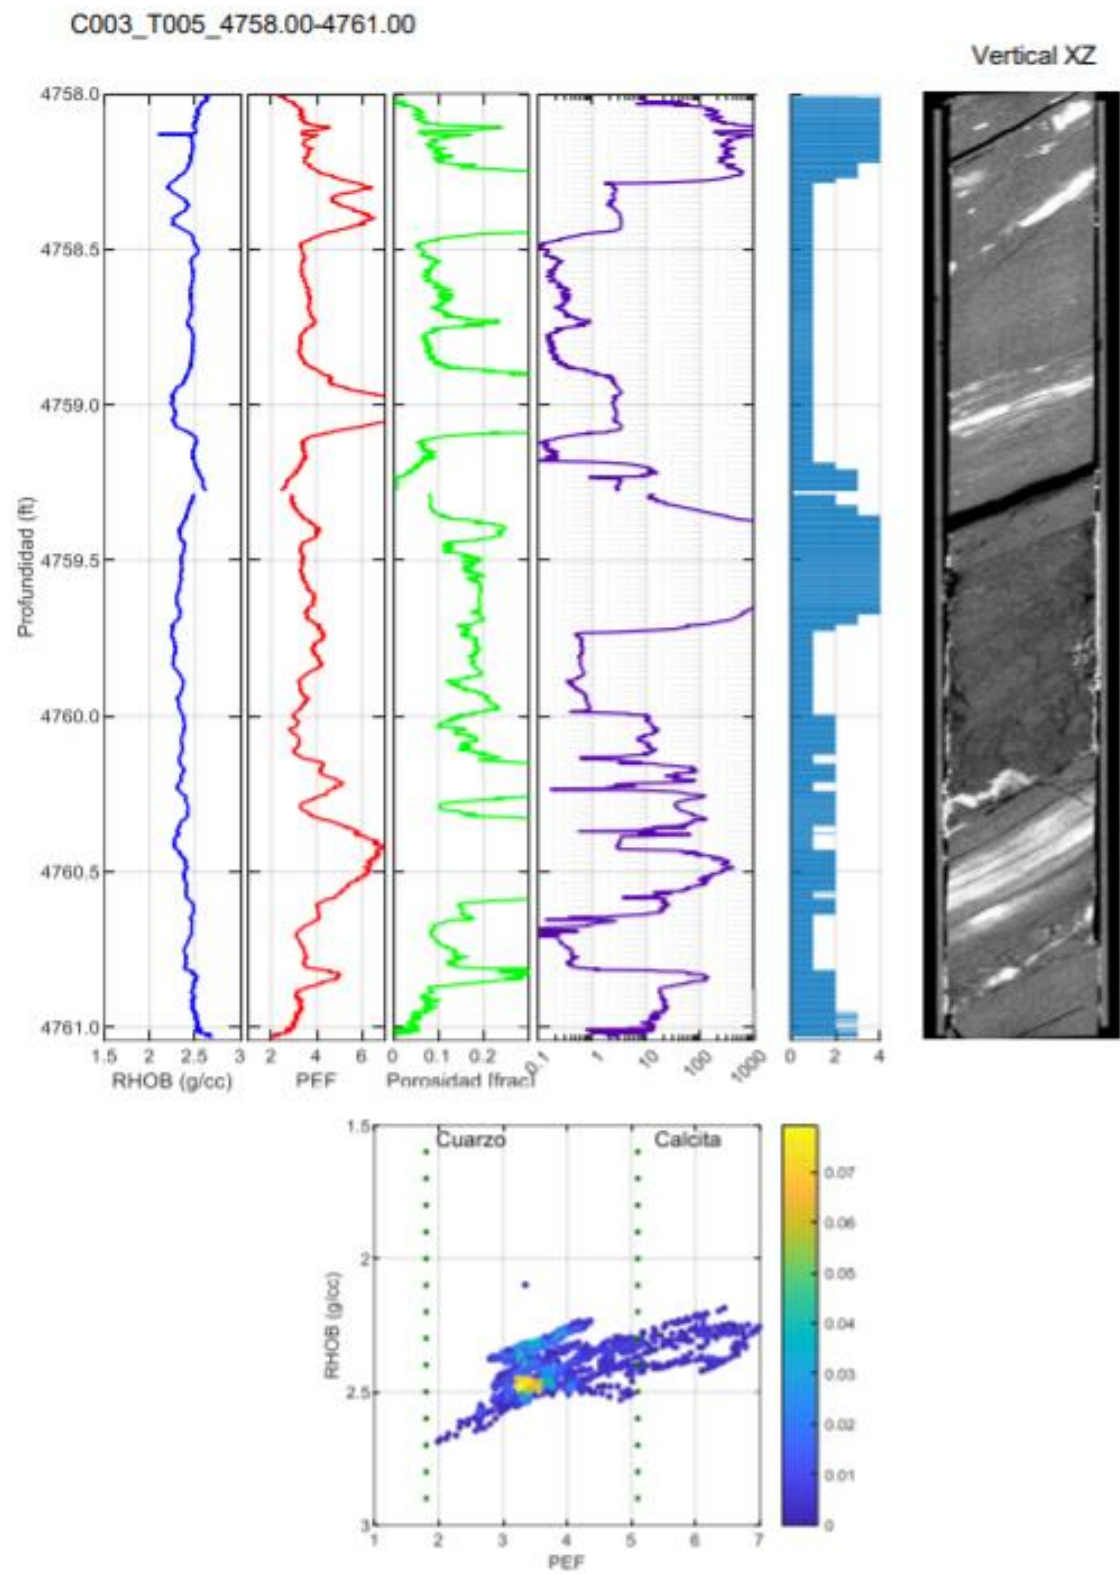 C003_T005_4758.00-4761.00
Vertical XZ
4758.0
4758.5
4759.0
4759.5
4760.0
4760.5
4761.0
Profundidad (ft)
1.5 2 2.5 3
2 4 6
0 0.1 0.2
0.1 1 10 100 1000
0 2 4
RHOB (g/cc)
PEF
Porosidad [frac]
Cuarzo
Calcita
1.5
2
2.5
3
RHOB (g/cc)
1 2 3 4 5 6 7
PEF
0.07
0.06
0.05
0.04
0.03
0.02
0.01
0